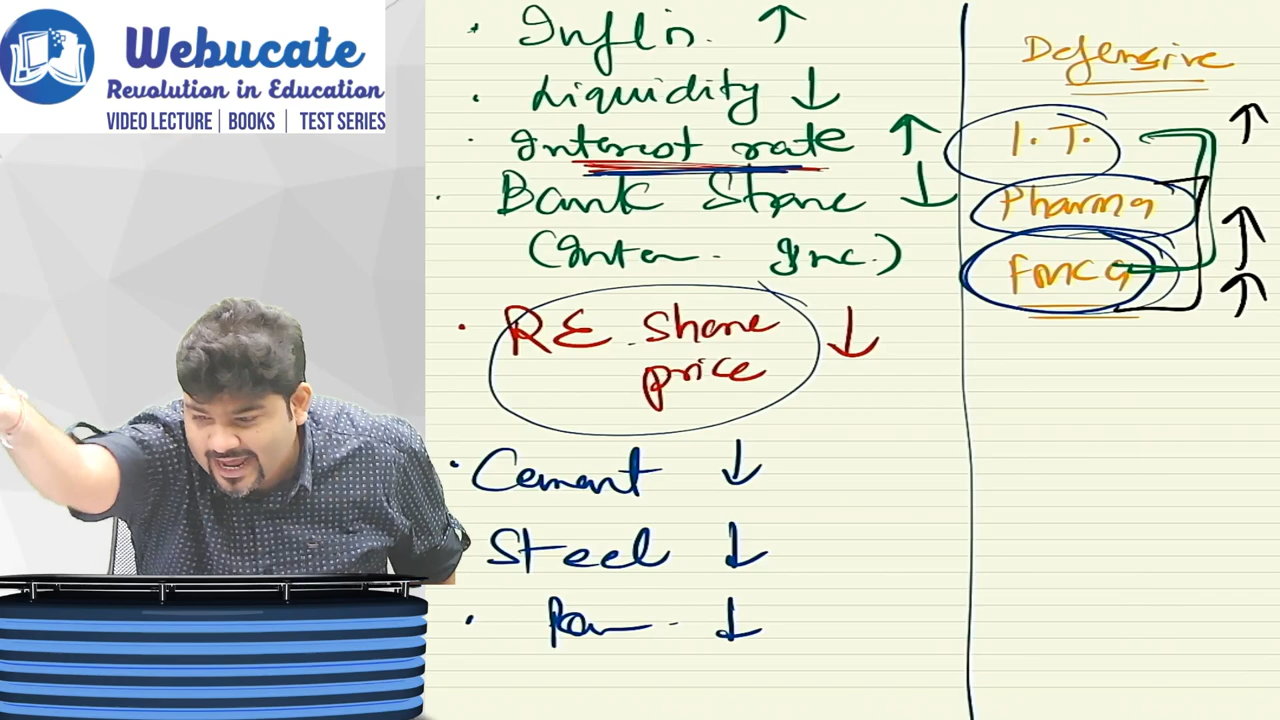 Webucate
Revolution in Education
VIDEO LECTURE | BOOKS | TEST SERIES
Infln. ↑
Liquidity ↓
Interest rate ↑
Bank Share ↓
(Inter. Inc.)
RE share ↓
price
Cement ↓
Steel ↓
↓
Defensive
I.T. ↑
Pharma ↑
FMCG ↑